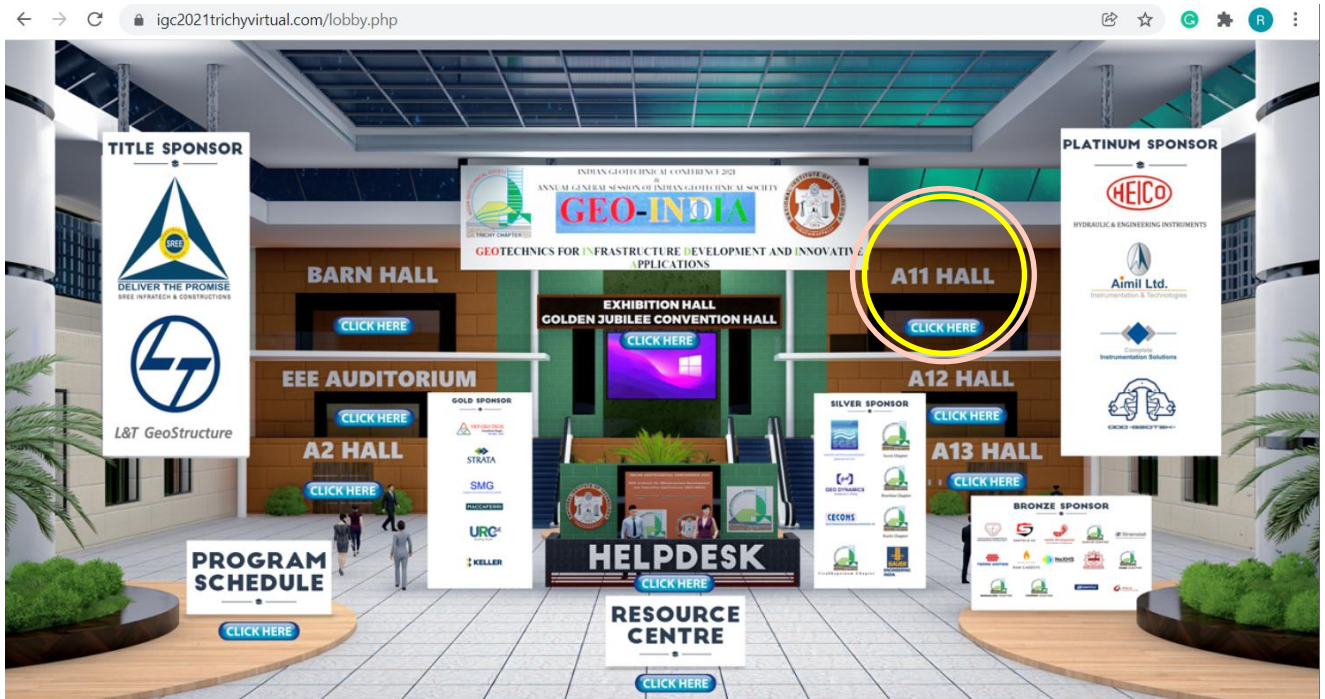 igc2021trichyvirtual.com/lobby.php
R
TITLE SPONSOR
SREE
DELIVER THE PROMISE
SREE INFRATECH & CONSTRUCTIONS
L&T GeoStructure
INDIAN GEOTECHNICAL CONFERENCE 2021
&
ANNUAL GENERAL SESSION OF INDIAN GEOTECHNICAL SOCIETY
GEO-INDIA
TRICHY CHAPTER
GEOTECHNICS FOR INFRASTRUCTURE DEVELOPMENT AND INNOVATIVE
APPLICATIONS
PLATINUM SPONSOR
HEICO
HYDRAULIC & ENGINEERING INSTRUMENTS
Aimil Ltd.
Instrumentation & Technologies
Complete
Instrumentation Solutions
BARN HALL
CLICK HERE
EXHIBITION HALL
GOLDEN JUBILEE CONVENTION HALL
CLICK HERE
A11 HALL
CLICK HERE
EEE AUDITORIUM
CLICK HERE
A12 HALL
CLICK HERE
A2 HALL
CLICK HERE
A13 HALL
CLICK HERE
GOLD SPONSOR
STRATA
SMG
MACCAFERRI
URC
KELLER
SILVER SPONSOR
GEO DYNAMICS
CECONS
BAUER
ENGINEERING
INDIA
BRONZE SPONSOR
HELPDESK
CLICK HERE
PROGRAM
SCHEDULE
CLICK HERE
RESOURCE
CENTRE
CLICK HERE